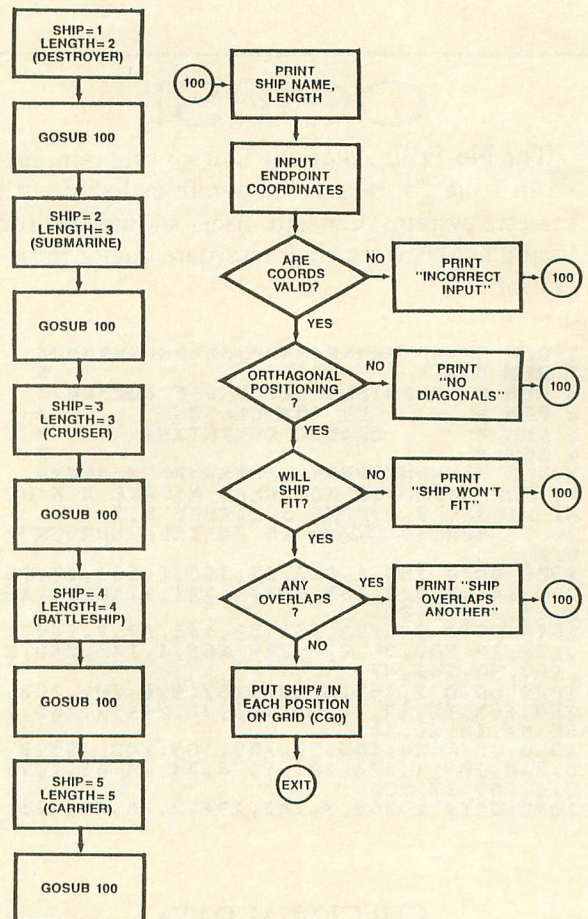 SHIP=1
LENGTH=2
(DESTROYER)
GOSUB 100
SHIP=2
LENGTH=3
(SUBMARINE)
GOSUB 100
SHIP=3
LENGTH=3
(CRUISER)
GOSUB 100
SHIP=4
LENGTH=4
(BATTLESHIP)
GOSUB 100
SHIP=5
LENGTH=5
(CARRIER)
GOSUB 100
100
PRINT
SHIP NAME,
LENGTH
INPUT
ENDPOINT
COORDINATES
ARE
COORDS
VALID?
NO
PRINT
"INCORRECT
INPUT"
100
YES
ORTHAGONAL
POSITIONING
?
NO
PRINT
"NO
DIAGONALS"
100
YES
WILL
SHIP
FIT?
NO
PRINT
"SHIP WON'T
FIT"
100
YES
ANY
OVERLAPS
?
YES
PRINT "SHIP
OVERLAPS
ANOTHER"
100
NO
PUT SHIP# IN
EACH POSITION
ON GRID (CG0)
EXIT